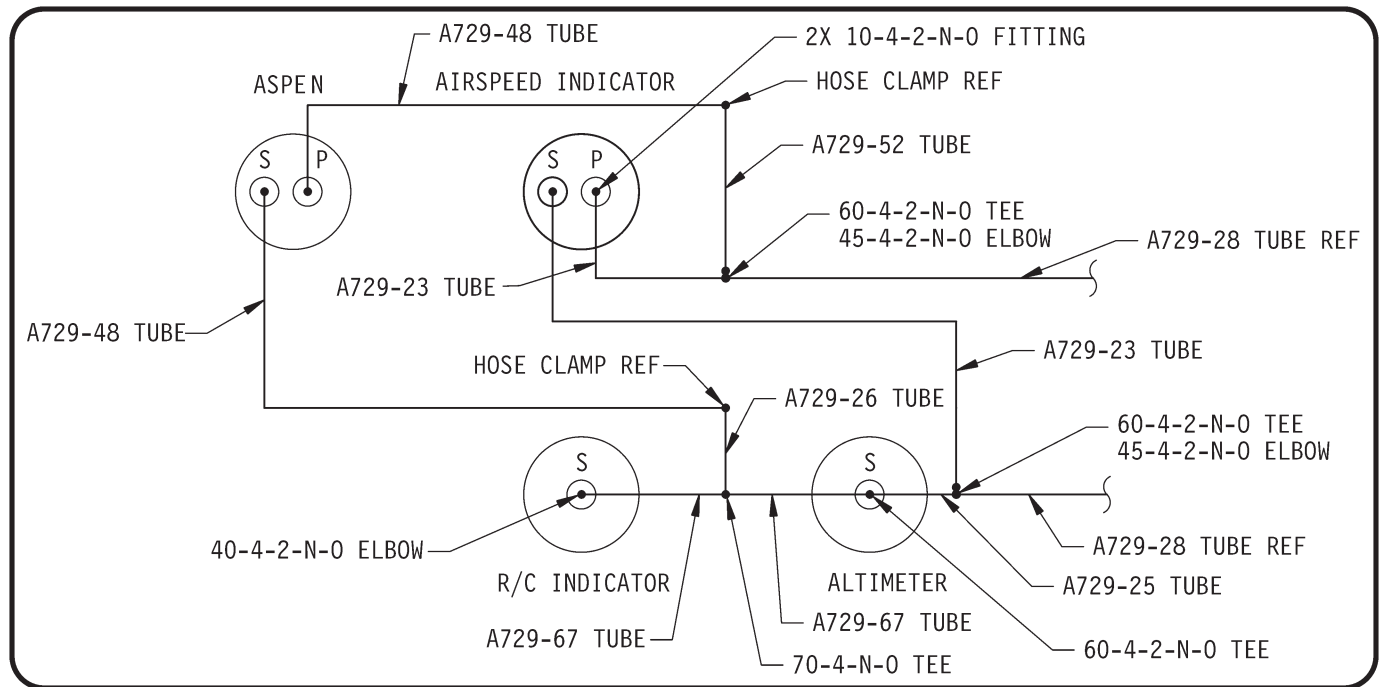 A729-48 TUBE
2X 10-4-2-N-O FITTING
ASPEN
AIRSPEED INDICATOR
HOSE CLAMP REF
S P
S P
A729-52 TUBE
60-4-2-N-O TEE
45-4-2-N-O ELBOW
A729-28 TUBE REF
A729-23 TUBE
A729-48 TUBE
A729-23 TUBE
HOSE CLAMP REF
A729-26 TUBE
60-4-2-N-O TEE
45-4-2-N-O ELBOW
S
S
40-4-2-N-O ELBOW
A729-28 TUBE REF
R/C INDICATOR
ALTIMETER
A729-25 TUBE
A729-67 TUBE
A729-67 TUBE
60-4-2-N-O TEE
70-4-N-O TEE